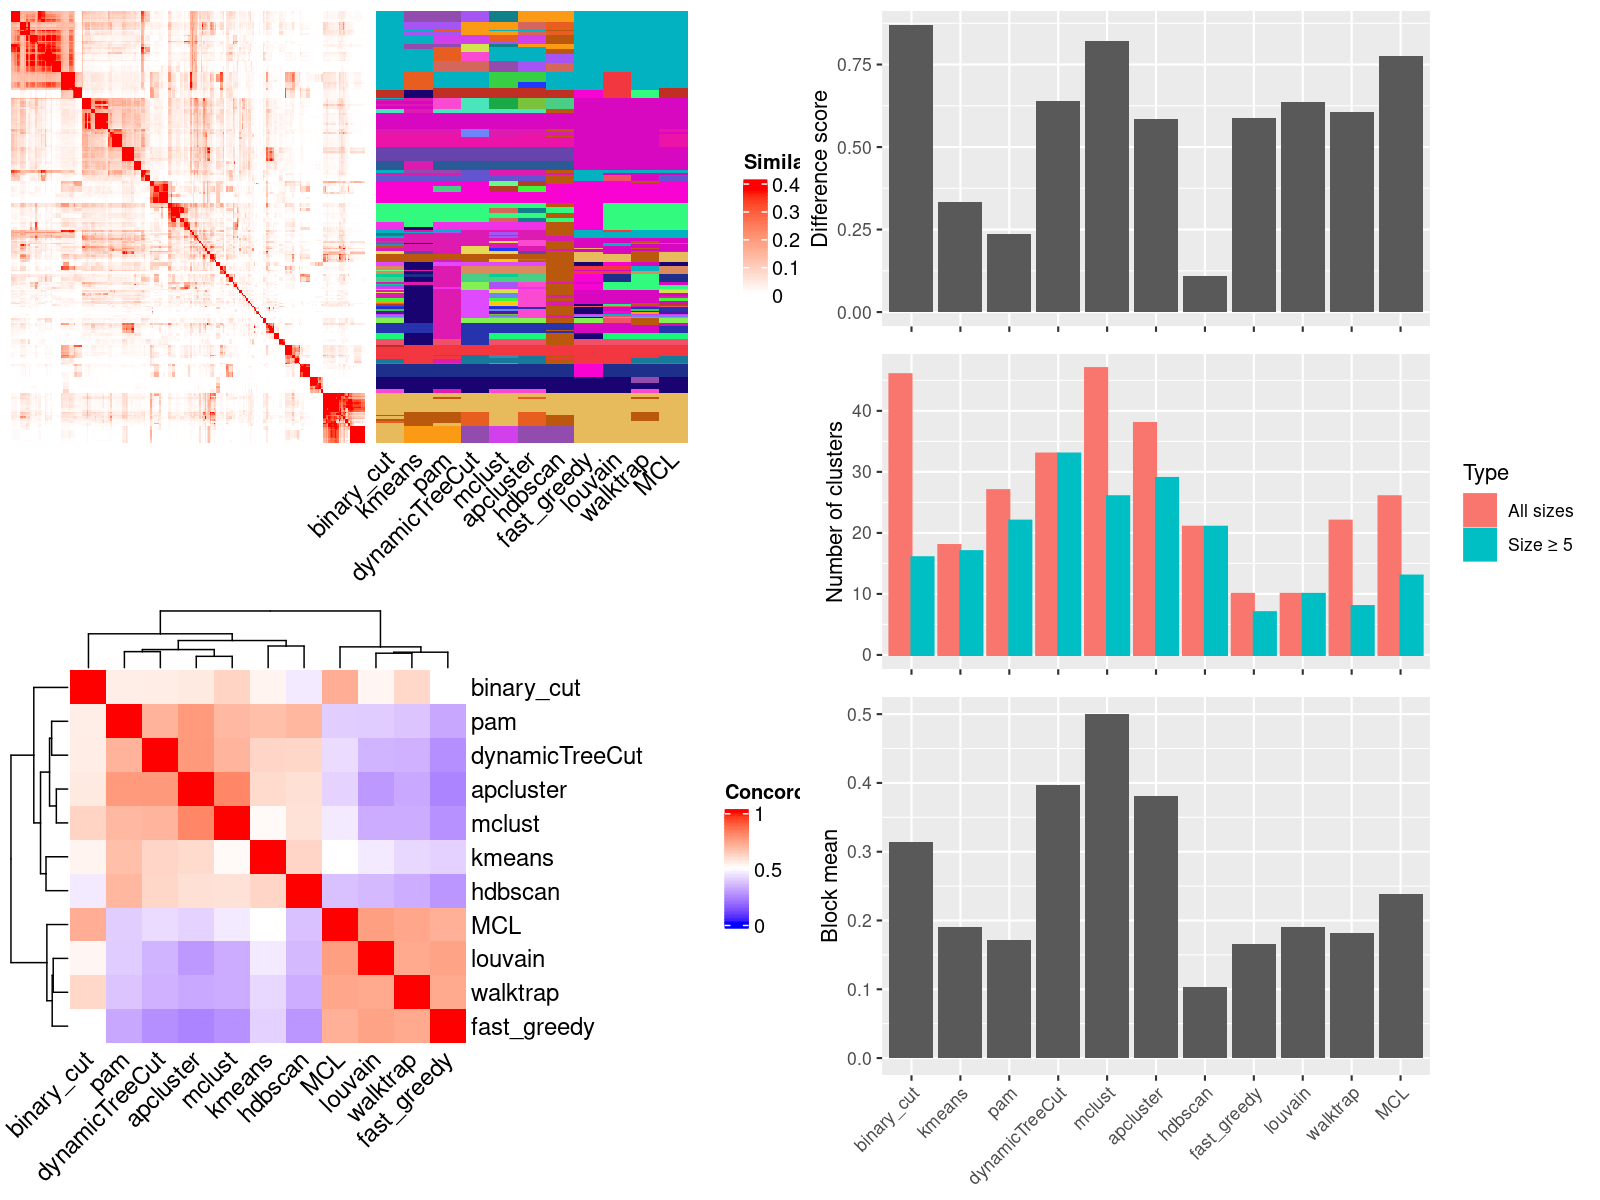 Simila
0.4
0.3
0.2
0.1
0
binary_cut
kmeans
pam
dynamicTreeCut
mclust
apcluster
hdbscan
fast_greedy
louvain
walktrap
MCL
binary_cut
pam
dynamicTreeCut
apcluster
mclust
kmeans
hdbscan
MCL
louvain
walktrap
fast_greedy
Concord
1
0.5
0
binary_cut
pam
dynamicTreeCut
apcluster
mclust
kmeans
hdbscan
MCL
louvain
walktrap
fast_greedy
Difference score
0.75
0.50
0.25
0.00
Number of clusters
40
30
20
10
0
Type
All sizes
Size ≥ 5
Block mean
0.5
0.4
0.3
0.2
0.1
0.0
binary_cut
kmeans
pam
dynamicTreeCut
mclust
apcluster
hdbscan
fast_greedy
louvain
walktrap
MCL